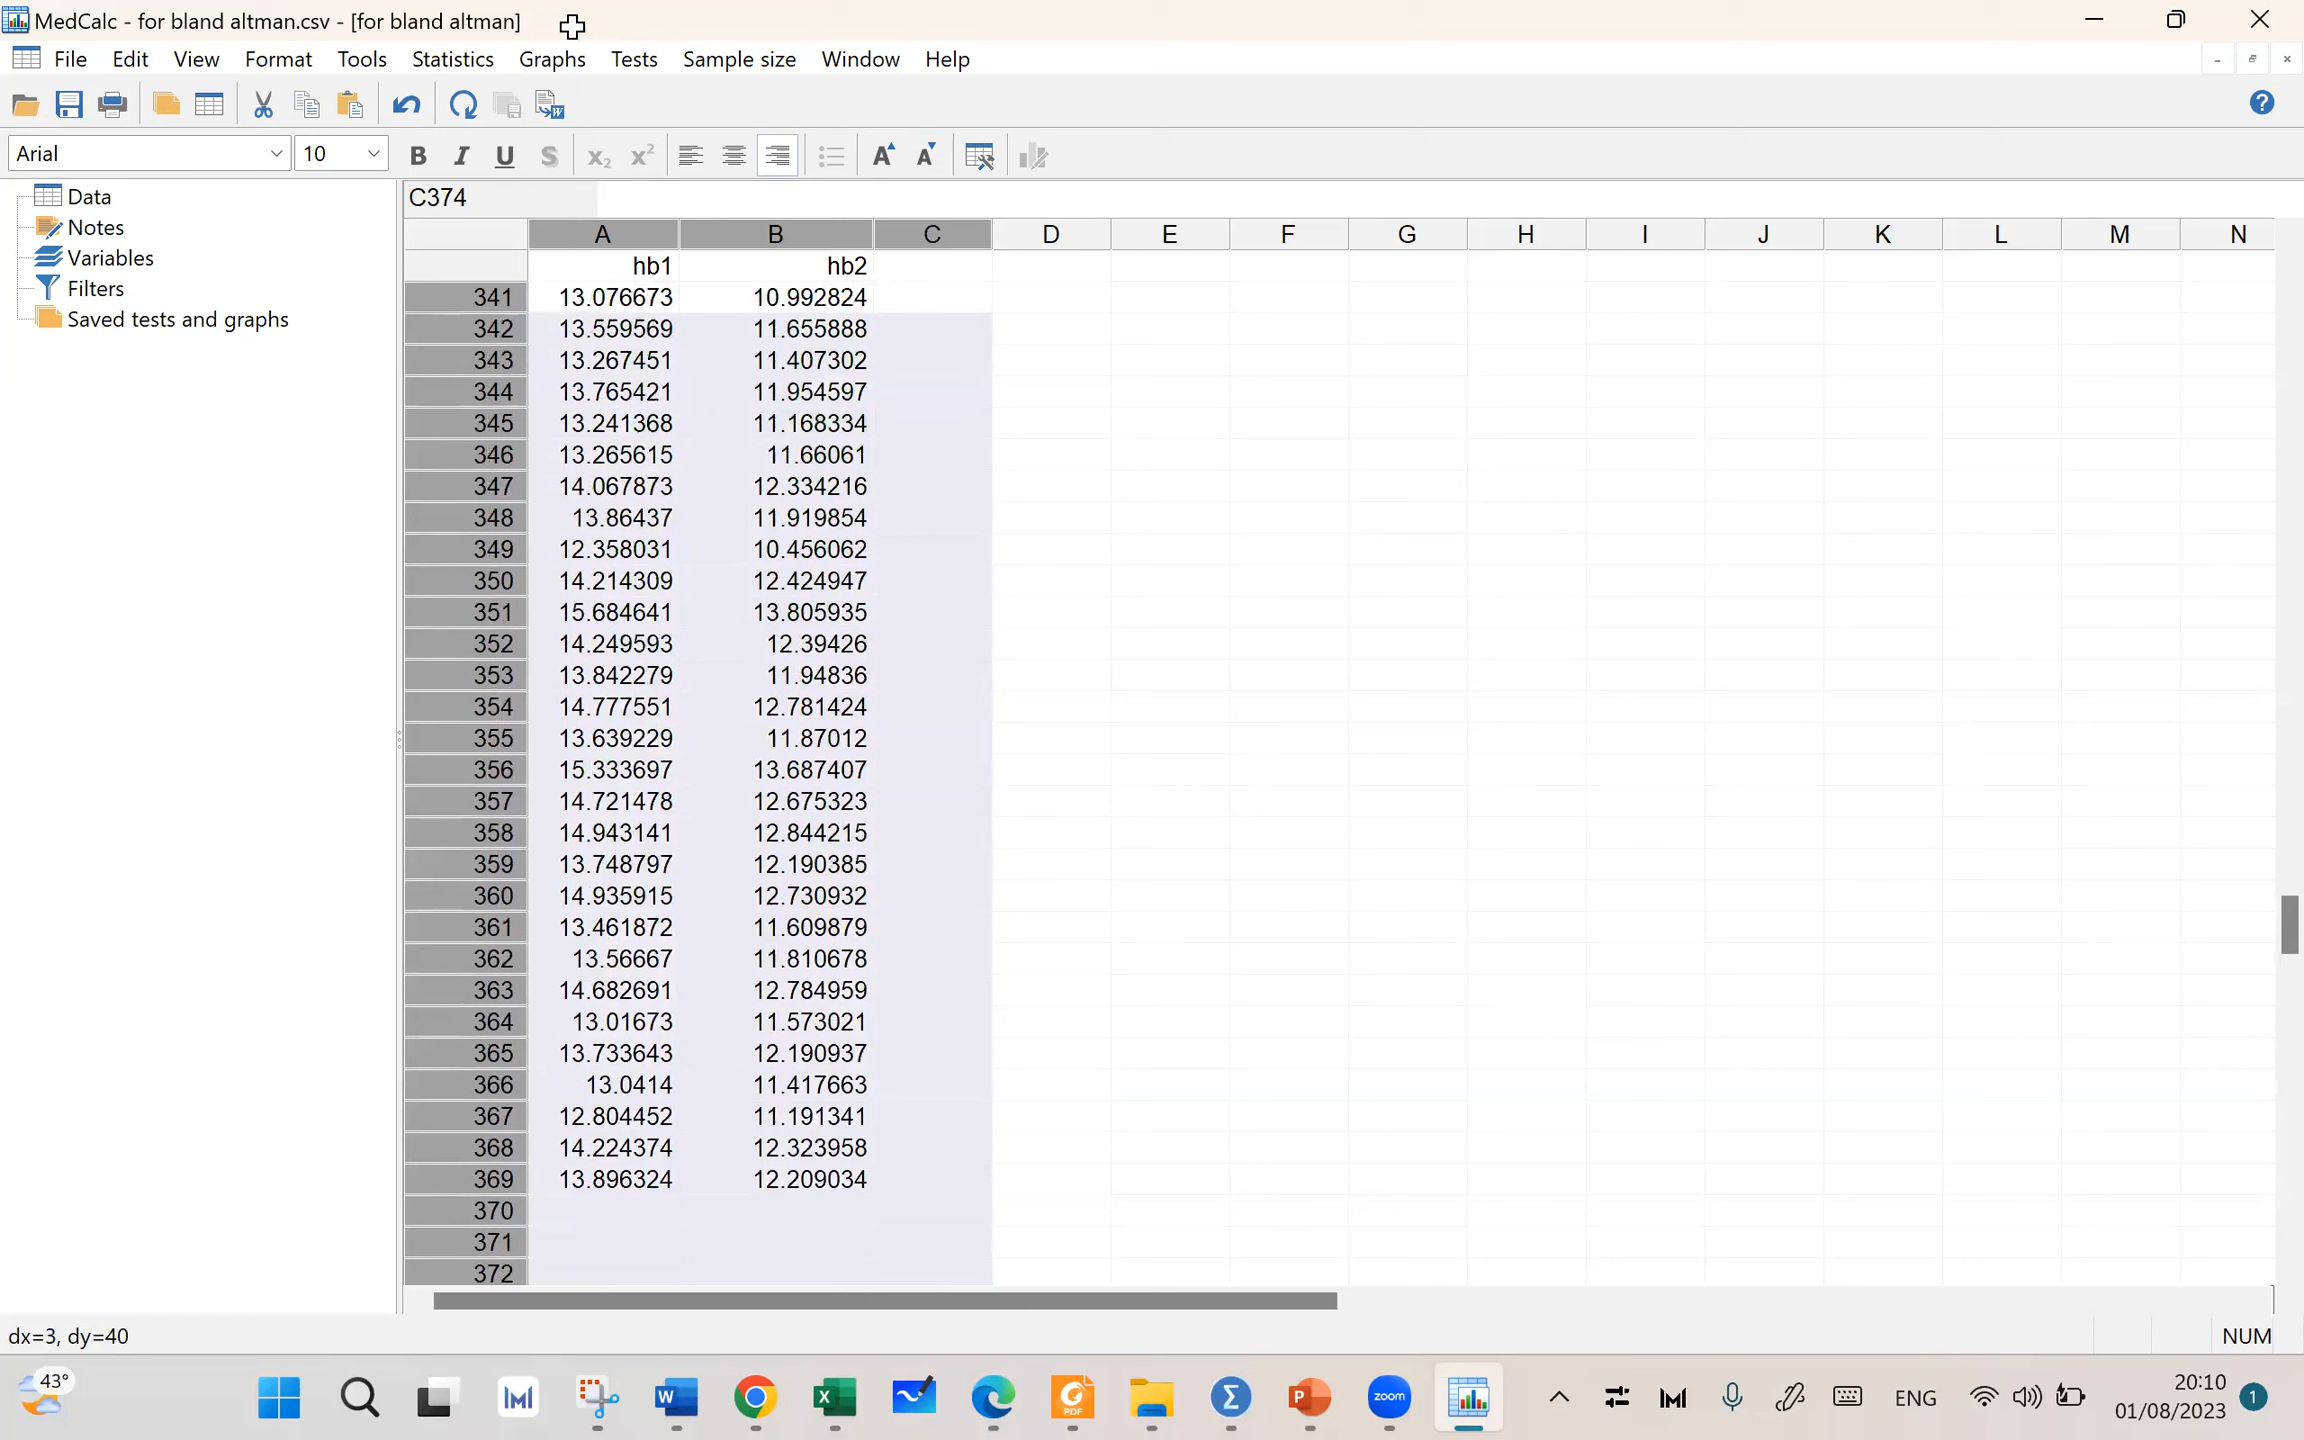 MedCalc - for bland altman.csv - [for bland altman]
File Edit View Format Tools Statistics Graphs Tests Sample size Window Help
Arial 10 B I U S x₂ x² A A
Data
Notes
Variables
Filters
Saved tests and graphs
C374
A B C D E F G H I J K L M N
hb1 hb2
341 13.076673 10.992824
342 13.559569 11.655888
343 13.267451 11.407302
344 13.765421 11.954597
345 13.241368 11.168334
346 13.265615 11.66061
347 14.067873 12.334216
348 13.86437 11.919854
349 12.358031 10.456062
350 14.214309 12.424947
351 15.684641 13.805935
352 14.249593 12.39426
353 13.842279 11.94836
354 14.777551 12.781424
355 13.639229 11.87012
356 15.333697 13.687407
357 14.721478 12.675323
358 14.943141 12.844215
359 13.748797 12.190385
360 14.935915 12.730932
361 13.461872 11.609879
362 13.56667 11.810678
363 14.682691 12.784959
364 13.01673 11.573021
365 13.733643 12.190937
366 13.0414 11.417663
367 12.804452 11.191341
368 14.224374 12.323958
369 13.896324 12.209034
370
371
372
dx=3, dy=40 NUM
43° zoom PDF ENG 20:10 1
01/08/2023